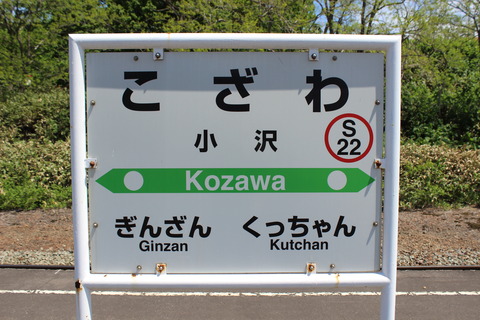 こざわ
小沢
S
22
Kozawa
ぎんざん くっちゃん
Ginzan Kutchan